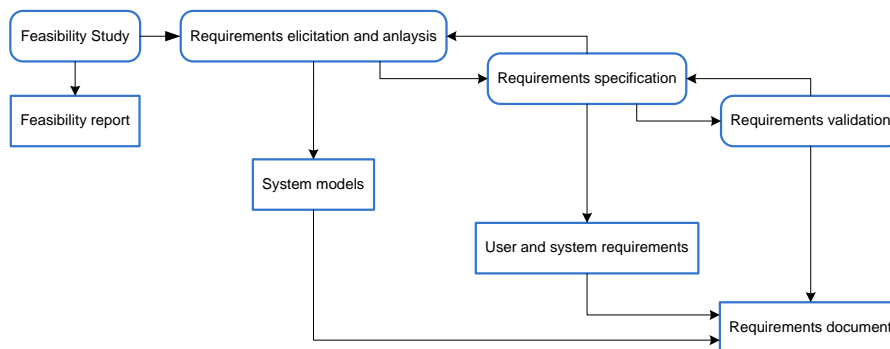 Feasibility Study
Requirements elicitation and anlaysis
Requirements specification
Feasibility report
Requirements validation
System models
User and system requirements
Requirements document